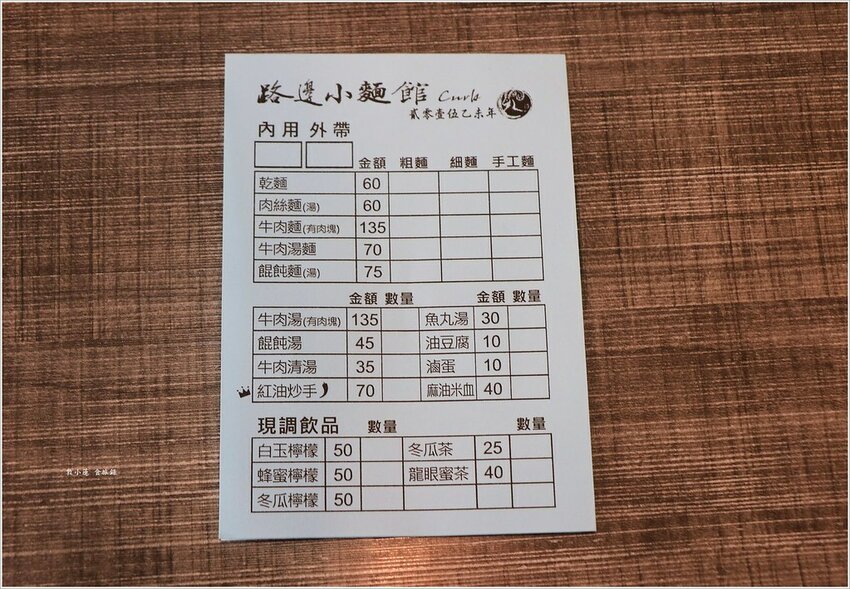 路邊小麵館 Curb
貳零壹伍乙未年
內用 外帶
金額 粗麵 細麵 手工麵
乾麵 60
肉絲麵(湯) 60
牛肉麵(有肉塊) 135
牛肉湯麵 70
餛飩麵(湯) 75
金額 數量 金額 數量
牛肉湯(有肉塊) 135 魚丸湯 30
餛飩湯 45 油豆腐 10
牛肉清湯 35 滷蛋 10
紅油炒手 70 麻油米血 40
現調飲品 數量 數量
白玉檸檬 50 冬瓜茶 25
蜂蜜檸檬 50 龍眼蜜茶 40
冬瓜檸檬 50